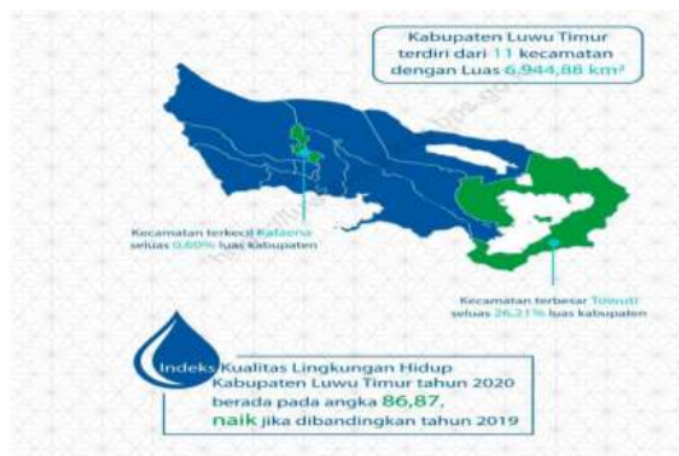 Kabupaten Luwu Timur
terdiri dari 11 kecamatan
dengan Luas 6.944,88 km²
Kecamatan terkecil Kalaena
seluas 0,60% luas kabupaten
Kecamatan terbesar Towuti
seluas 26,21% luas kabupaten
Indeks Kualitas Lingkungan Hidup
Kabupaten Luwu Timur tahun 2020
berada pada angka 86,87,
naik jika dibandingkan tahun 2019